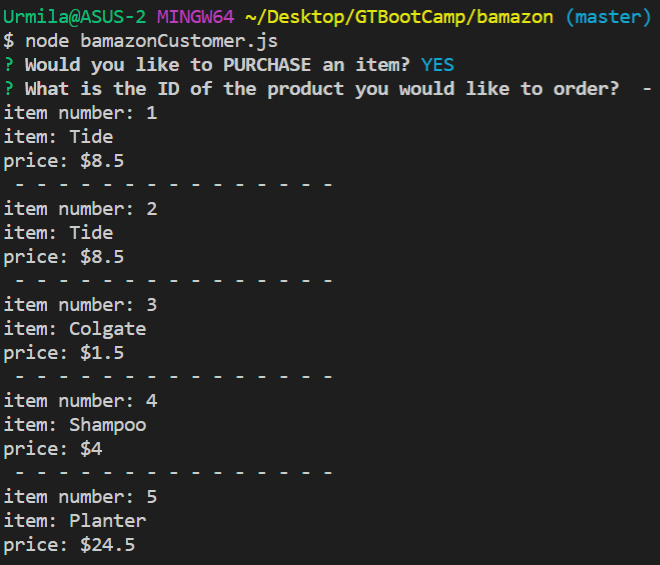 Urmila@ASUS-2 MINGW64 ~/Desktop/GTBootCamp/bamazon (master)
$ node bamazonCustomer.js
? Would you like to PURCHASE an item? YES
? What is the ID of the product you would like to order?  -
item number: 1
item: Tide
price: $8.5
 - - - - - - - - - - - - - - -
item number: 2
item: Tide
price: $8.5
 - - - - - - - - - - - - - - -
item number: 3
item: Colgate
price: $1.5
 - - - - - - - - - - - - - - -
item number: 4
item: Shampoo
price: $4
 - - - - - - - - - - - - - - -
item number: 5
item: Planter
price: $24.5